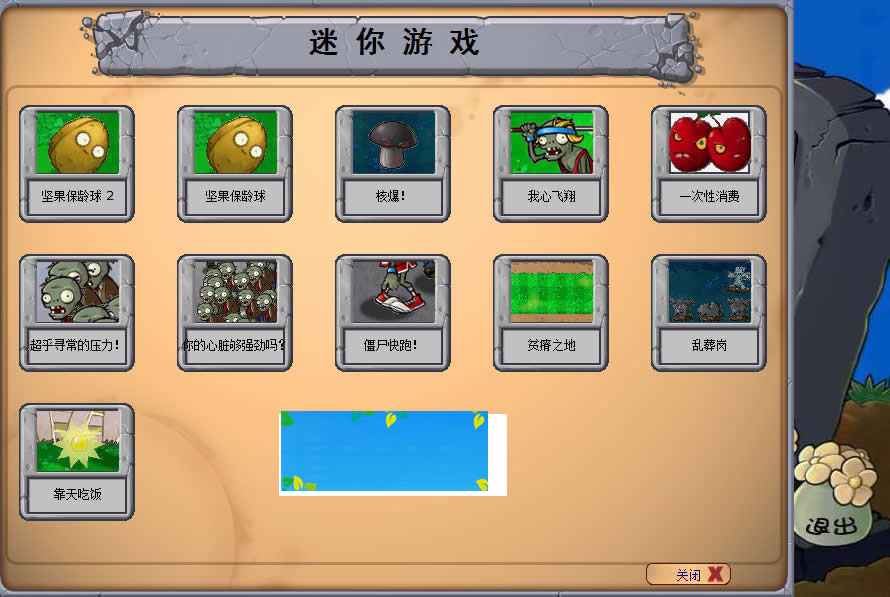 迷你游戏
坚果保龄球 2
坚果保龄球
核爆!
我心飞翔
一次性消费
超乎寻常的压力!
你的心脏够强劲吗?
僵尸快跑!
贫瘠之地
乱葬岗
靠天吃饭
退出
关闭